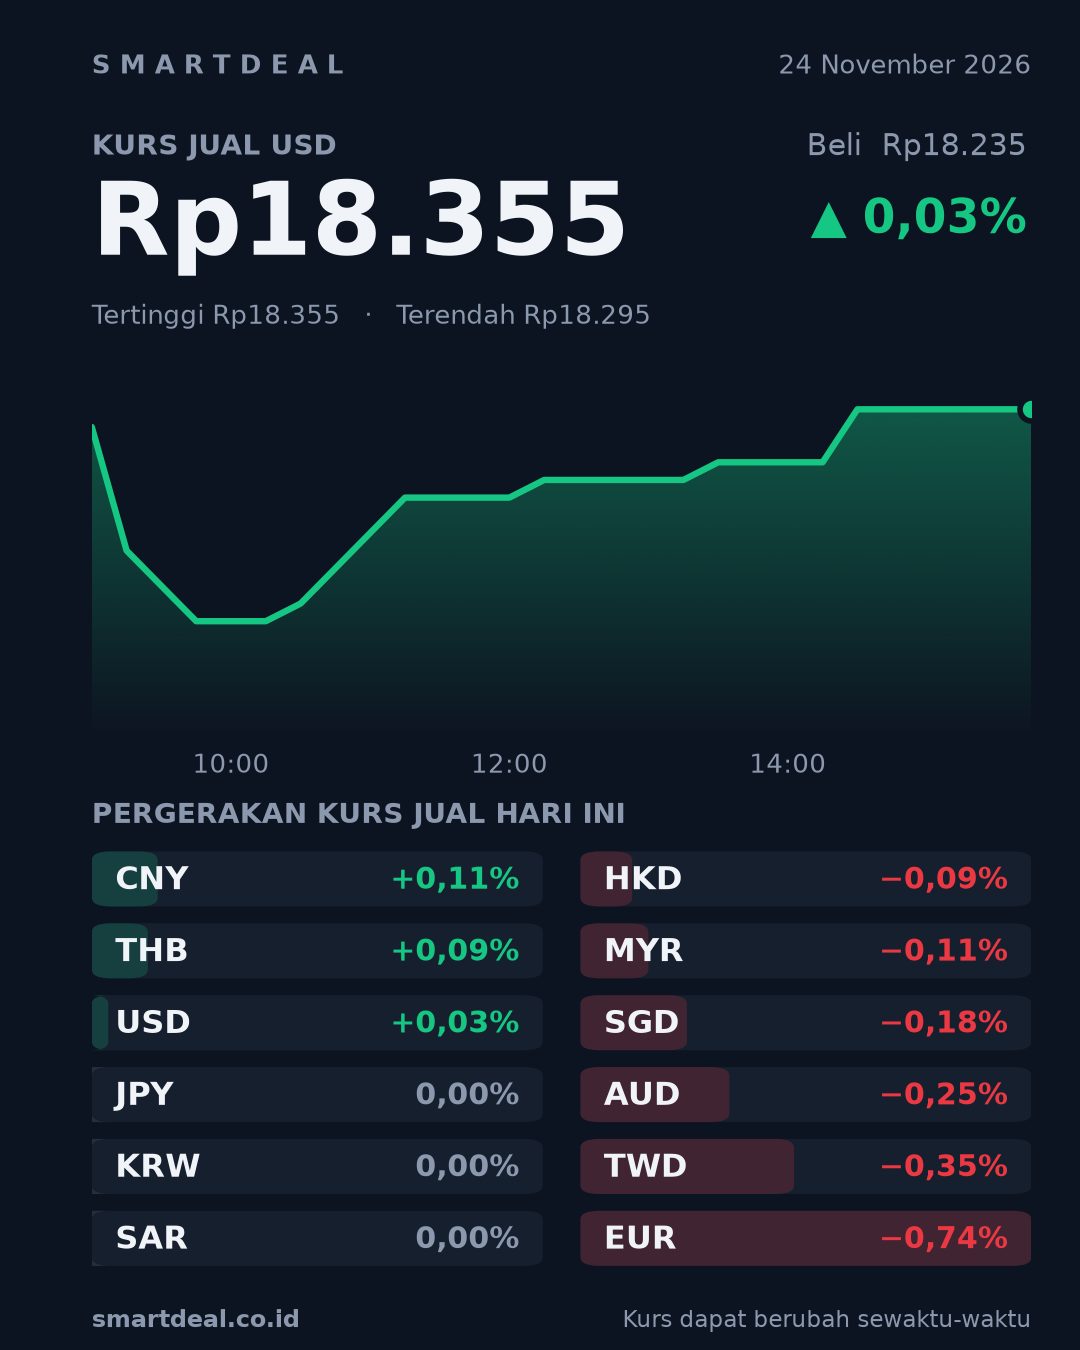 SMARTDEAL
24 November 2026
KURS JUAL USD
Beli Rp18.235
Rp18.355
▲ 0,03%
Tertinggi Rp18.355 · Terendah Rp18.295
10:00 12:00 14:00
PERGERAKAN KURS JUAL HARI INI
CNY +0,11%
HKD −0,09%
THB +0,09%
MYR −0,11%
USD +0,03%
SGD −0,18%
JPY 0,00%
AUD −0,25%
KRW 0,00%
TWD −0,35%
SAR 0,00%
EUR −0,74%
smartdeal.co.id
Kurs dapat berubah sewaktu-waktu